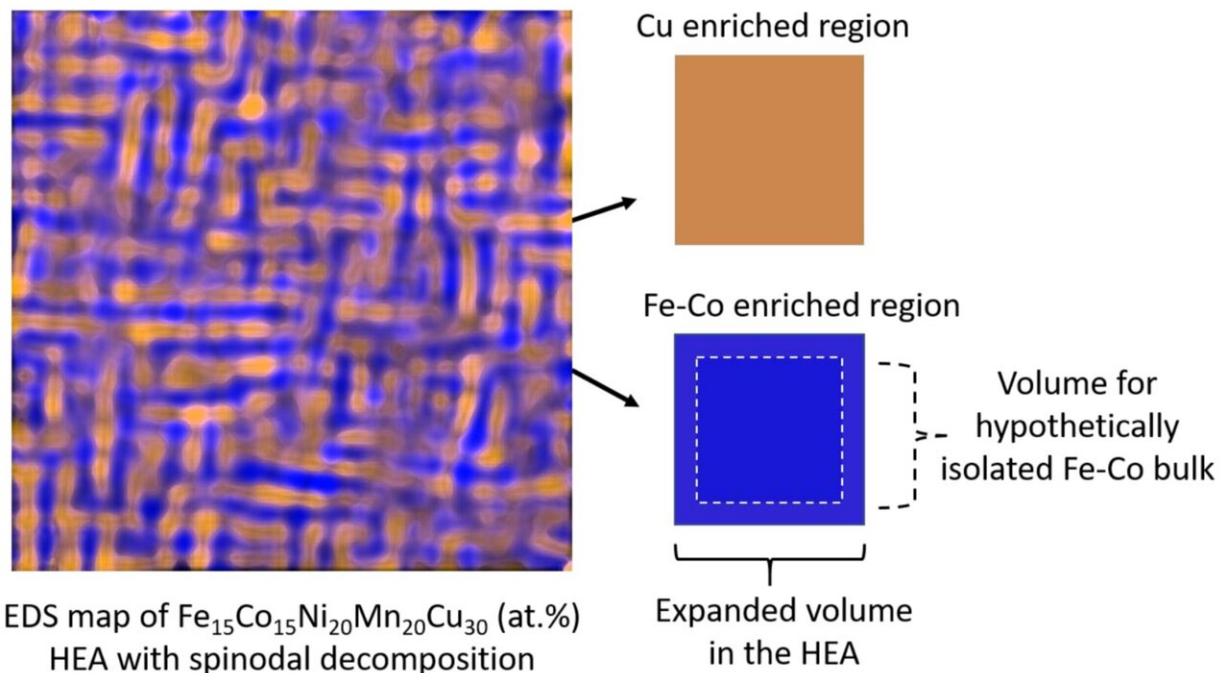 Cu enriched region
Fe-Co enriched region
Volume for
hypothetically
isolated Fe-Co bulk
Expanded volume
in the HEA
EDS map of Fe₁₅Co₁₅Ni₂₀Mn₂₀Cu₃₀ (at.%)
HEA with spinodal decomposition